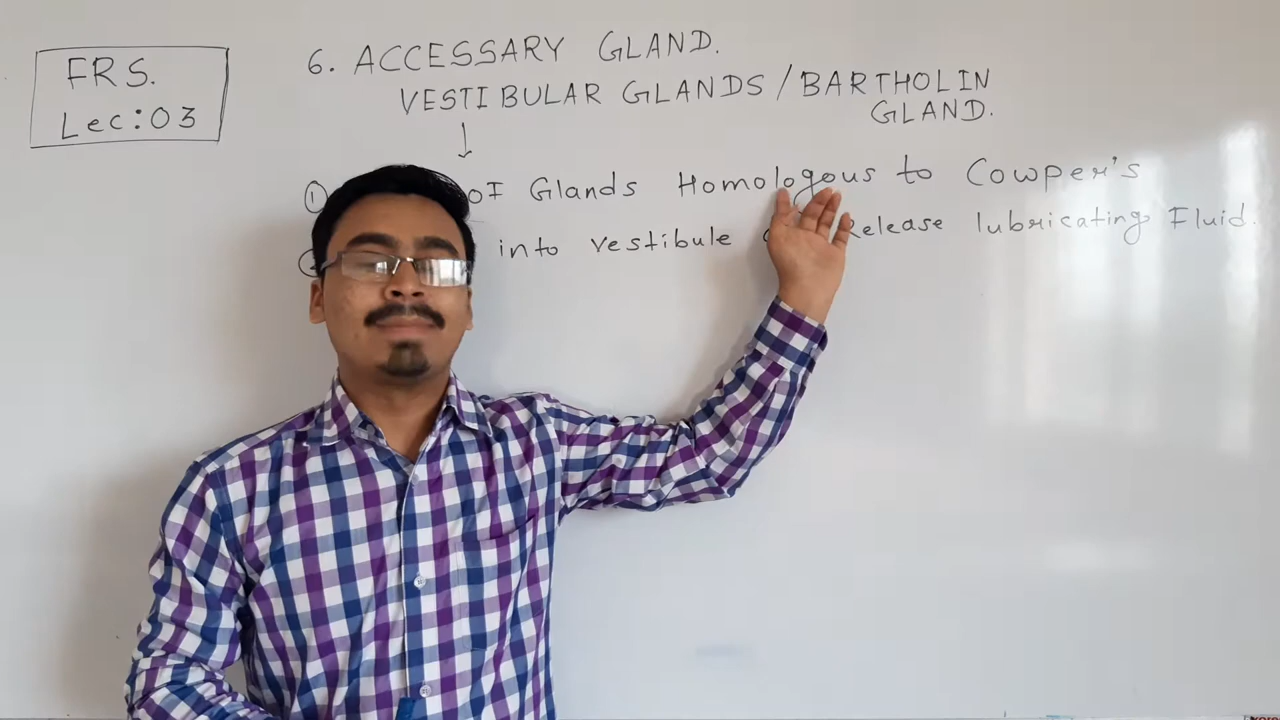 FRS.
Lec:03
6. ACCESSARY GLAND.
VESTIBULAR GLANDS/BARTHOLIN
GLAND.
① of Glands Homologous to Cowper's
into vestibule Release lubricating Fluid.